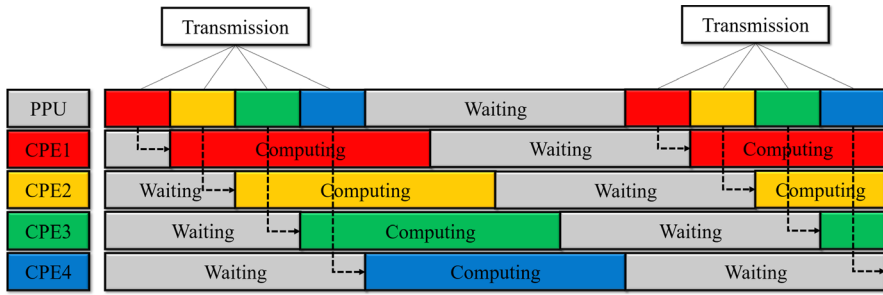 Transmission
Transmission
PPU
Waiting
CPE1
Computing
Waiting
Computing
CPE2
Waiting
Computing
Waiting
Computing
CPE3
Waiting
Computing
Waiting
CPE4
Waiting
Computing
Waiting